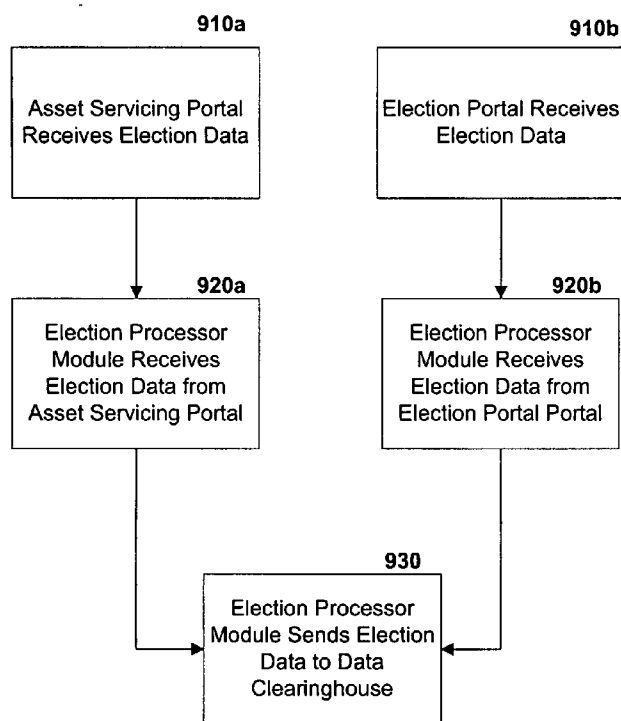 910a
Asset Servicing Portal
Receives Election Data
910b
Election Portal Receives
Election Data
920a
Election Processor
Module Receives
Election Data from
Asset Servicing Portal
920b
Election Processor
Module Receives
Election Data from
Election Portal Portal
930
Election Processor
Module Sends Election
Data to Data
Clearinghouse